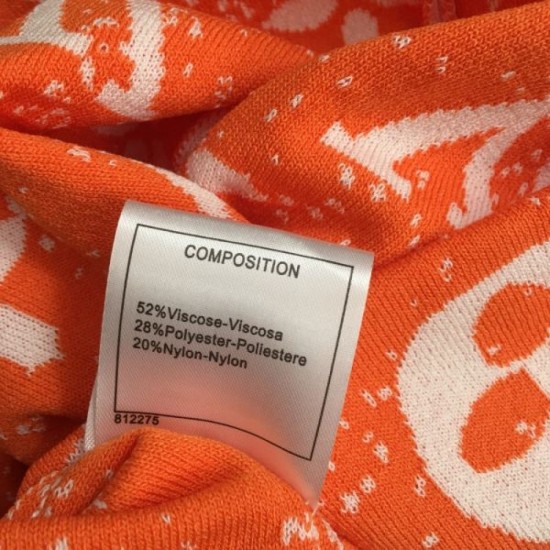 COMPOSITION
52%Viscose-Viscosa
28%Polyester-Poliestere
20%Nylon-Nylon
812275